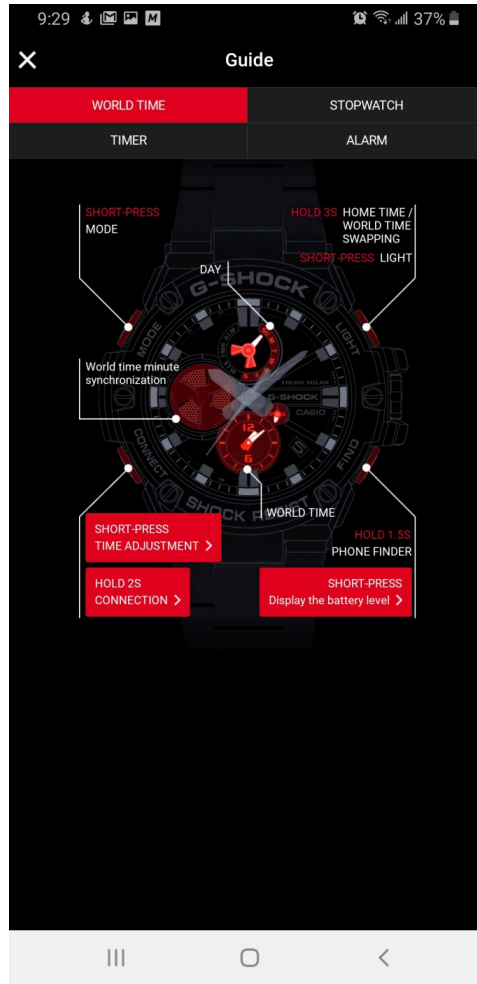 9:29 M 37%
Guide
WORLD TIME
STOPWATCH
TIMER
ALARM
SHORT-PRESS
MODE
HOLD 3S HOME TIME /
WORLD TIME
SWAPPING
SHORT-PRESS LIGHT
DAY
G-SHOCK
MODE
LIGHT
World time minute
synchronization
TOUGH SOLAR
G-SHOCK
CASIO
12
6
CONNECT
FIND
SHOCK RESIST
WORLD TIME
SHORT-PRESS
TIME ADJUSTMENT >
HOLD 1.5S
PHONE FINDER
HOLD 2S
CONNECTION >
SHORT-PRESS
Display the battery level >